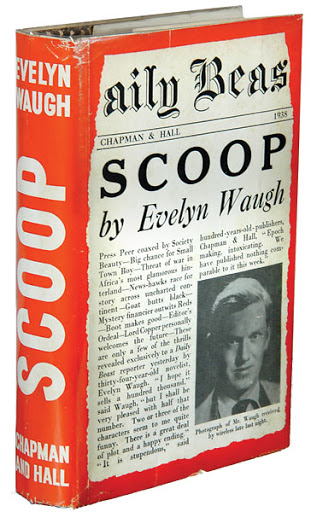 EVELYN
WAUGH
SCOOP
CHAPMAN
AND HALL
aily Beas
CHAPMAN & HALL 1938
SCOOP
by Evelyn Waugh
Press Peer coaxed by Society
Beauty—Big chance for Small
Town Boy—Threat of war in
Africa's most glamorous hin-
terland—News-hawks race for
story across uncharted con-
tinent—Goat butts black—
Mystery financier outwits Reds
—Boot makes good—Editor's
Ordeal—Lord Copper personally
welcomes the future—These
are only a few of the thrills
revealed exclusively to a Daily
Beast reporter yesterday by
thirty-four-year-old novelist,
Evelyn Waugh. "I hope it
sells a hundred thousand,"
said Waugh, "but I shall be
very pleased with half that
number. Two or three of the
characters seem to me quite
funny. There is a great deal
of plot and a happy ending."
"It is stupendous," said
hundred-years-old-publishers,
Chapman & Hall. "Epoch
making, intoxicating. We
have published nothing com-
parable to it this week."
Photograph of Mr. Waugh received
by wireless late last night.